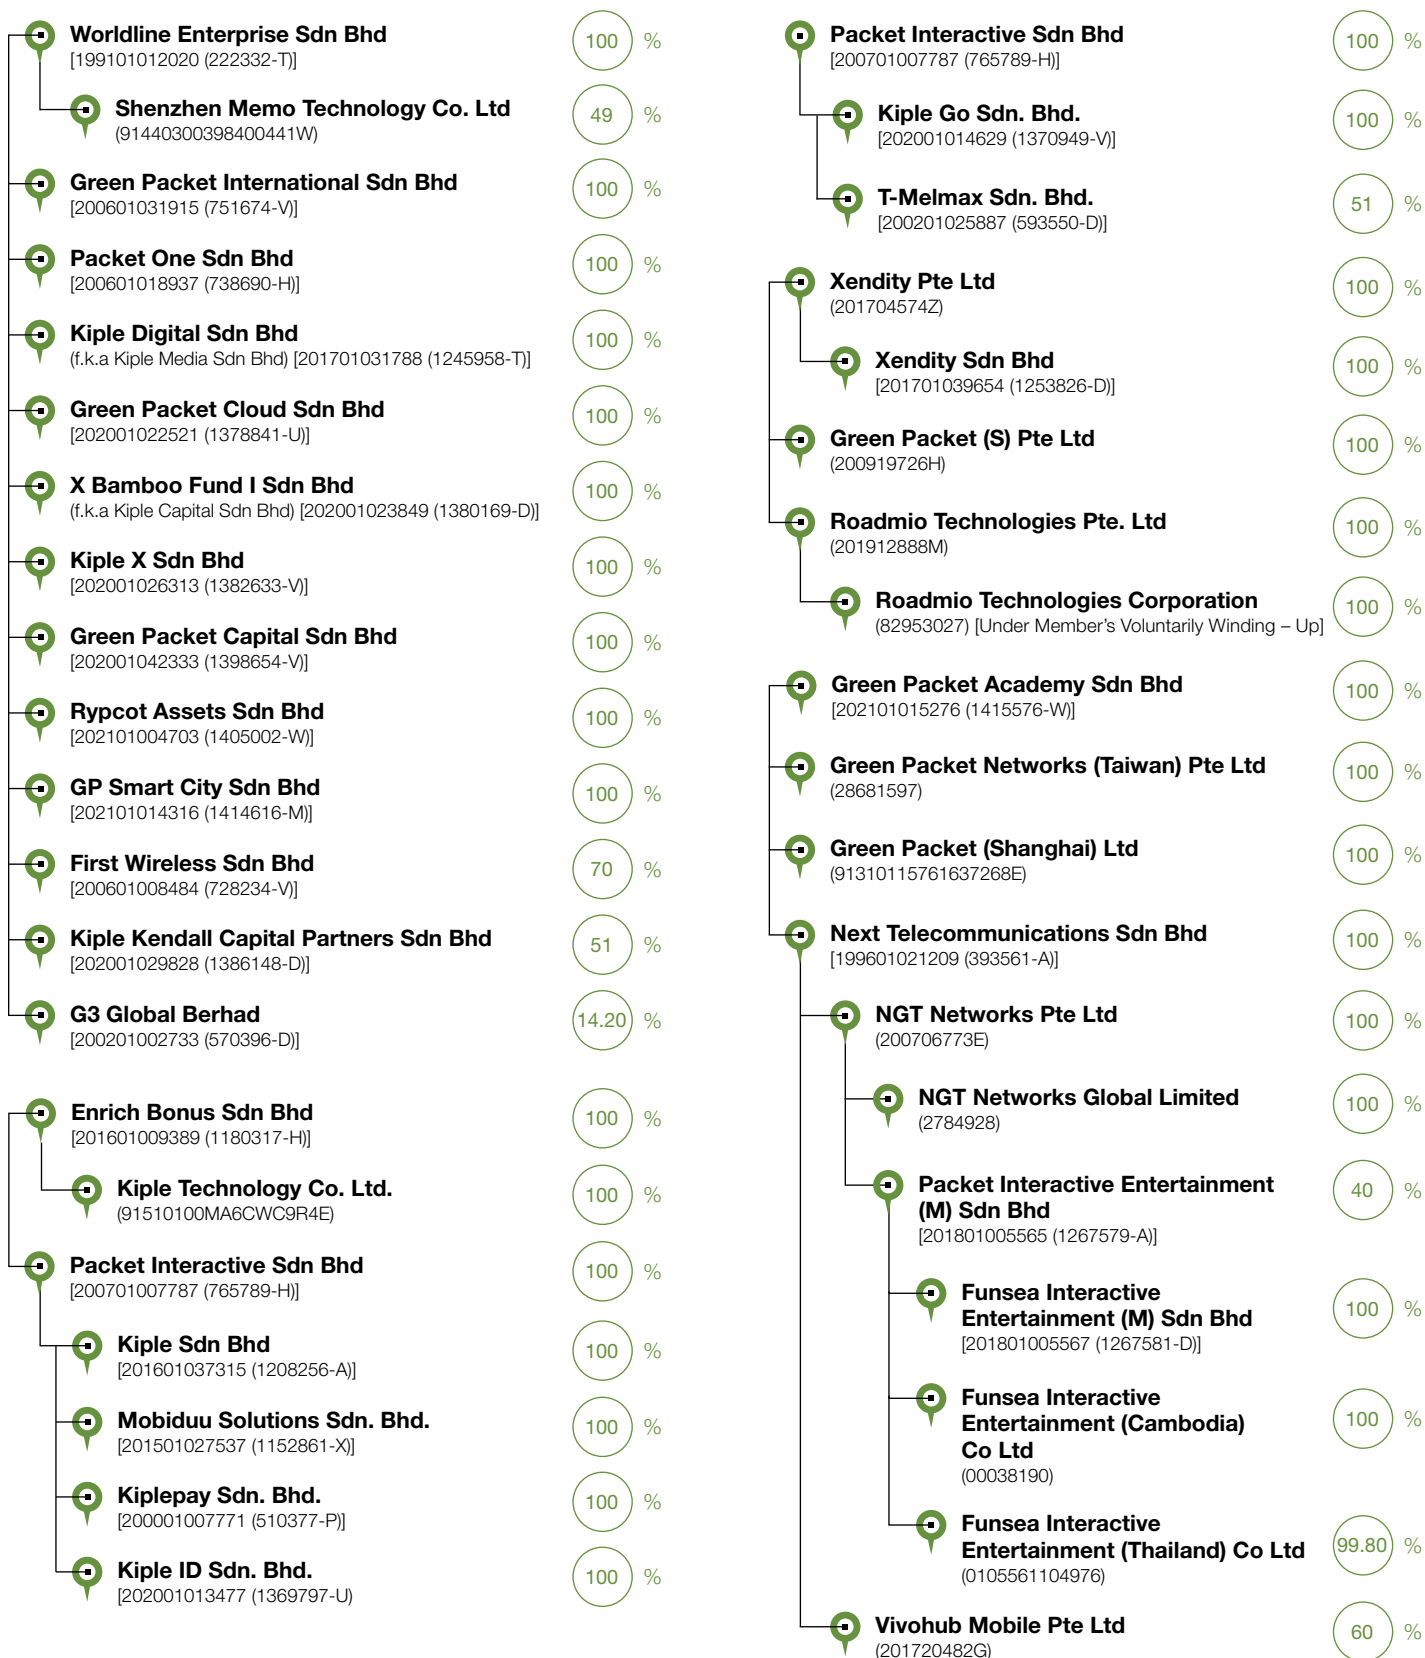 Worldline Enterprise Sdn Bhd
[199101012020 (222332-T)]
100 %
Shenzhen Memo Technology Co. Ltd
(91440300398400441W)
49 %
Green Packet International Sdn Bhd
[200601031915 (751674-V)]
100 %
Packet One Sdn Bhd
[200601018937 (738690-H)]
100 %
Kiple Digital Sdn Bhd
(f.k.a Kiple Media Sdn Bhd) [201701031788 (1245958-T)]
100 %
Green Packet Cloud Sdn Bhd
[202001022521 (1378841-U)]
100 %
X Bamboo Fund I Sdn Bhd
(f.k.a Kiple Capital Sdn Bhd) [202001023849 (1380169-D)]
100 %
Kiple X Sdn Bhd
[202001026313 (1382633-V)]
100 %
Green Packet Capital Sdn Bhd
[202001042333 (1398654-V)]
100 %
Rypcot Assets Sdn Bhd
[202101004703 (1405002-W)]
100 %
GP Smart City Sdn Bhd
[202101014316 (1414616-M)]
100 %
First Wireless Sdn Bhd
[200601008484 (728234-V)]
70 %
Kiple Kendall Capital Partners Sdn Bhd
[202001029828 (1386148-D)]
51 %
G3 Global Berhad
[200201002733 (570396-D)]
14.20 %
Enrich Bonus Sdn Bhd
[201601009389 (1180317-H)]
100 %
Kiple Technology Co. Ltd.
(91510100MA6CWC9R4E)
100 %
Packet Interactive Sdn Bhd
[200701007787 (765789-H)]
100 %
Kiple Sdn Bhd
[201601037315 (1208256-A)]
100 %
Mobiduu Solutions Sdn. Bhd.
[201501027537 (1152861-X)]
100 %
Kiplepay Sdn. Bhd.
[200001007771 (510377-P)]
100 %
Kiple ID Sdn. Bhd.
[202001013477 (1369797-U)
100 %
Packet Interactive Sdn Bhd
[200701007787 (765789-H)]
100 %
Kiple Go Sdn. Bhd.
[202001014629 (1370949-V)]
100 %
T-Melmax Sdn. Bhd.
[200201025887 (593550-D)]
51 %
Xendity Pte Ltd
(201704574Z)
100 %
Xendity Sdn Bhd
[201701039654 (1253826-D)]
100 %
Green Packet (S) Pte Ltd
(200919726H)
100 %
Roadmio Technologies Pte. Ltd
(201912888M)
100 %
Roadmio Technologies Corporation
(82953027) [Under Member's Voluntarily Winding – Up]
100 %
Green Packet Academy Sdn Bhd
[202101015276 (1415576-W)]
100 %
Green Packet Networks (Taiwan) Pte Ltd
(28681597)
100 %
Green Packet (Shanghai) Ltd
(91310115761637268E)
100 %
Next Telecommunications Sdn Bhd
[199601021209 (393561-A)]
100 %
NGT Networks Pte Ltd
(200706773E)
100 %
NGT Networks Global Limited
(2784928)
100 %
Packet Interactive Entertainment
(M) Sdn Bhd
[201801005565 (1267579-A)]
40 %
Funsea Interactive
Entertainment (M) Sdn Bhd
[201801005567 (1267581-D)]
100 %
Funsea Interactive
Entertainment (Cambodia)
Co Ltd
(00038190)
100 %
Funsea Interactive
Entertainment (Thailand) Co Ltd
(0105561104976)
99.80 %
Vivohub Mobile Pte Ltd
(201720482G)
60 %